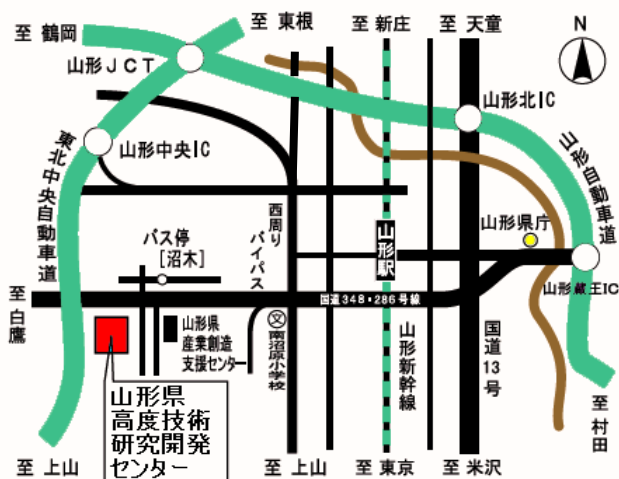 至 鶴岡
至 東根
至 新庄
至 天童
N
山形JCT
山形北IC
山形中央IC
山形自動車道
東北中央自動車道
西周り
バイパス
山形駅
山形県庁
バス停
[沼木]
山形蔵王IC
至 白鷹
国道348・286号線
山形県
産業創造
支援センター
文
南沼原小学校
山形新幹線
国道13号
山形県
高度技術
研究開発
センター
至 村田
至 上山
至 上山
至 東京
至 米沢